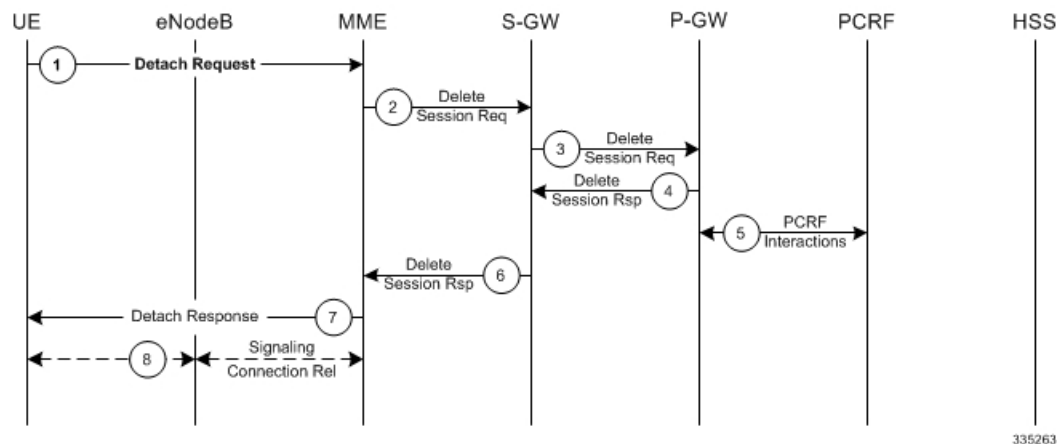 UE eNodeB MME S-GW P-GW PCRF HSS
1 Detach Request
2 Delete
Session Req
3 Delete
Session Req
Delete 4
Session Rsp
5 PCRF
Interactions
Delete 6
Session Rsp
Detach Response 7
8 Signaling
Connection Rel
335263